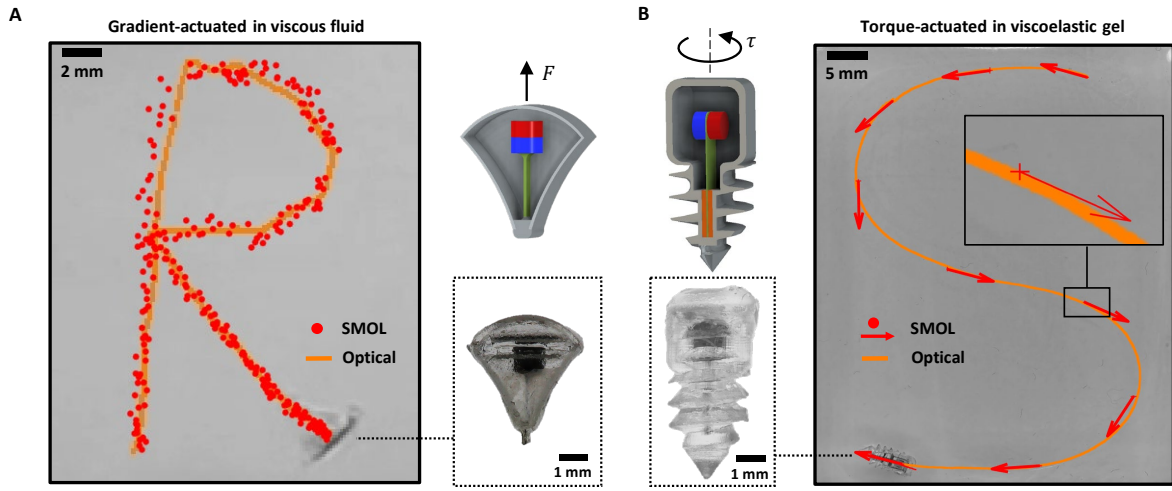 A
Gradient-actuated in viscous fluid
2 mm
SMOL
Optical
F
1 mm
B
τ
1 mm
Torque-actuated in viscoelastic gel
5 mm
SMOL
Optical